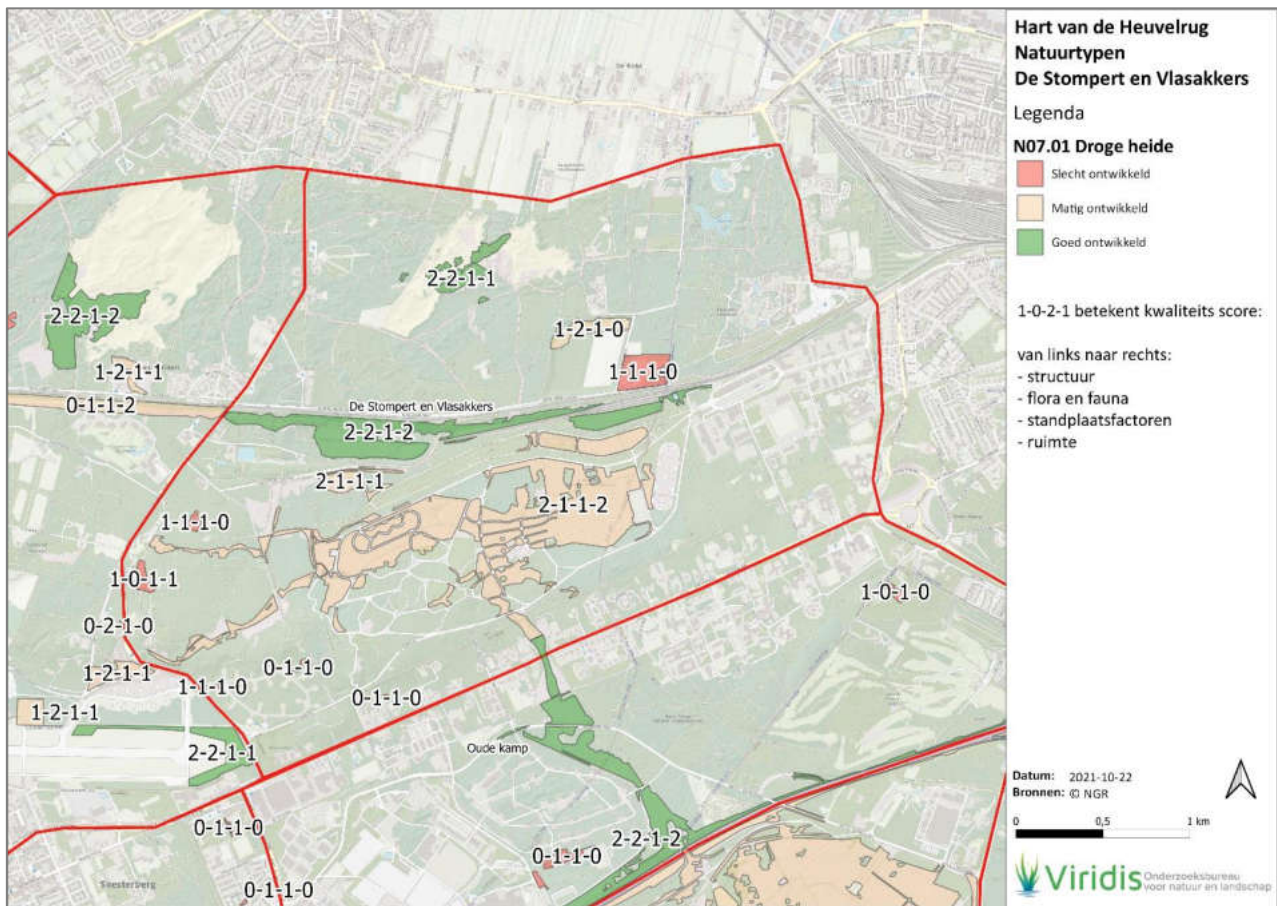 Hart van de Heuvelrug
Natuurtypen
De Stompert en Vlasakkers
Legenda
N07.01 Droge heide
Slecht ontwikkeld
Matig ontwikkeld
Goed ontwikkeld
1-0-2-1 betekent kwaliteits score:
van links naar rechts:
- structuur
- flora en fauna
- standplaatsfactoren
- ruimte
Datum: 2021-10-22
Bronnen: © NGR
0 0,5 1 km
Viridis
Onderzoeksbureau
voor natuur en landschap
2-2-1-1
2-2-1-2
1-2-1-0
1-2-1-1
1-1-1-0
0-1-1-2
De Stompert en Vlasakkers
2-2-1-2
2-1-1-1
2-1-1-2
1-1-1-0
1-0-1-1
1-0-1-0
0-2-1-0
0-1-1-0
1-2-1-1
1-1-1-0
0-1-1-0
1-2-1-1
2-2-1-1
Oude kamp
0-1-1-0
2-2-1-2
0-1-1-0
Soesterberg
0-1-1-0